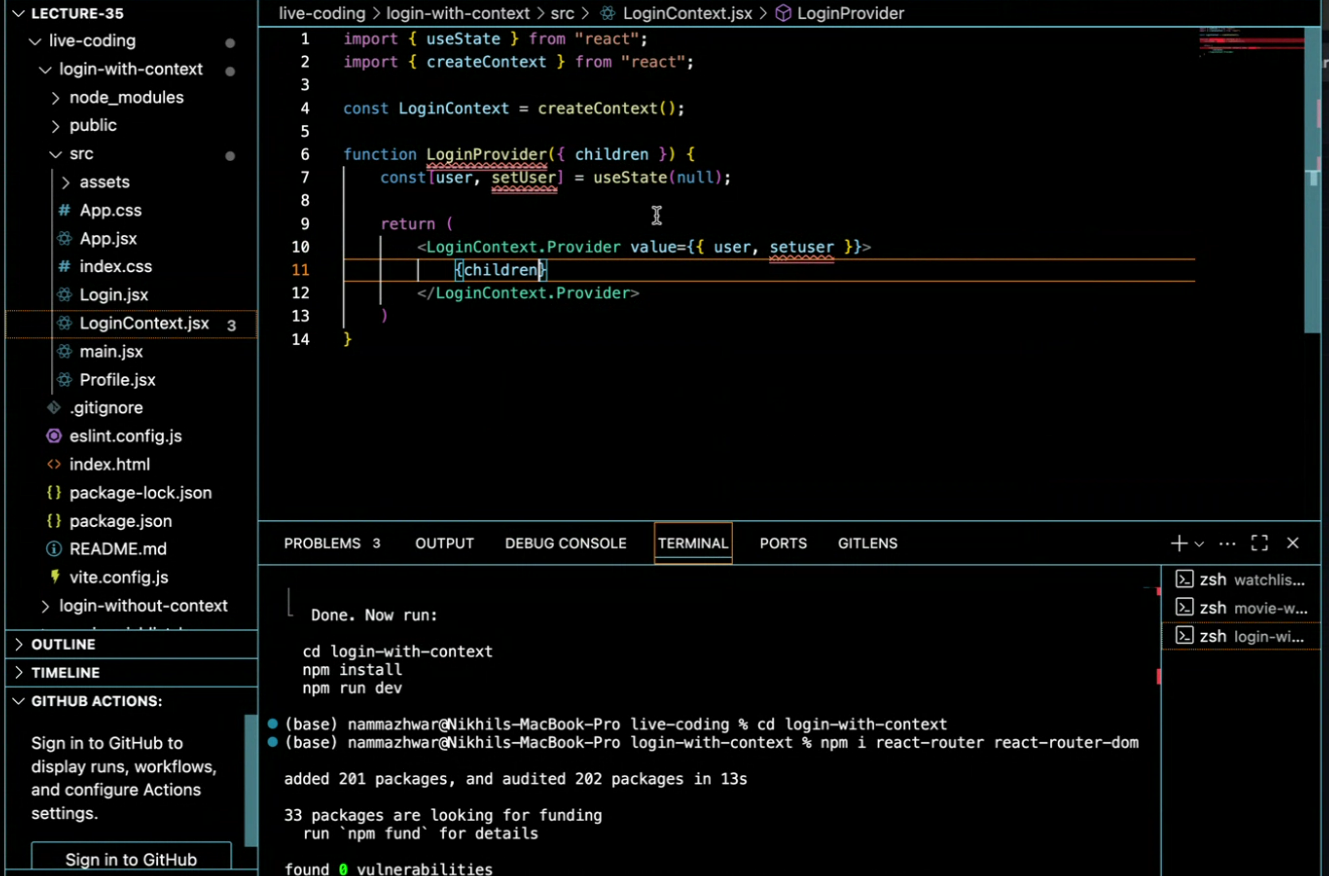 LECTURE-35
live-coding
login-with-context
node_modules
public
src
assets
# App.css
App.jsx
# index.css
Login.jsx
LoginContext.jsx 3
main.jsx
Profile.jsx
.gitignore
eslint.config.js
<> index.html
{} package-lock.json
{} package.json
README.md
vite.config.js
login-without-context
OUTLINE
TIMELINE
GITHUB ACTIONS:
Sign in to GitHub to
display runs, workflows,
and configure Actions
settings.
Sign in to GitHub
live-coding > login-with-context > src > LoginContext.jsx > LoginProvider
1 import { useState } from "react";
2 import { createContext } from "react";
3
4 const LoginContext = createContext();
5
6 function LoginProvider({ children }) {
7 const[user, setUser] = useState(null);
8
9 return (
10 <LoginContext.Provider value={{ user, setuser }}>
11 {children}
12 </LoginContext.Provider>
13 )
14 }
PROBLEMS 3 OUTPUT DEBUG CONSOLE TERMINAL PORTS GITLENS
Done. Now run:
cd login-with-context
npm install
npm run dev
(base) nammazhwar@Nikhils-MacBook-Pro live-coding % cd login-with-context
(base) nammazhwar@Nikhils-MacBook-Pro login-with-context % npm i react-router react-router-dom
added 201 packages, and audited 202 packages in 13s
33 packages are looking for funding
run `npm fund` for details
found 0 vulnerabilities
zsh watchlis...
zsh movie-w...
zsh login-wi...